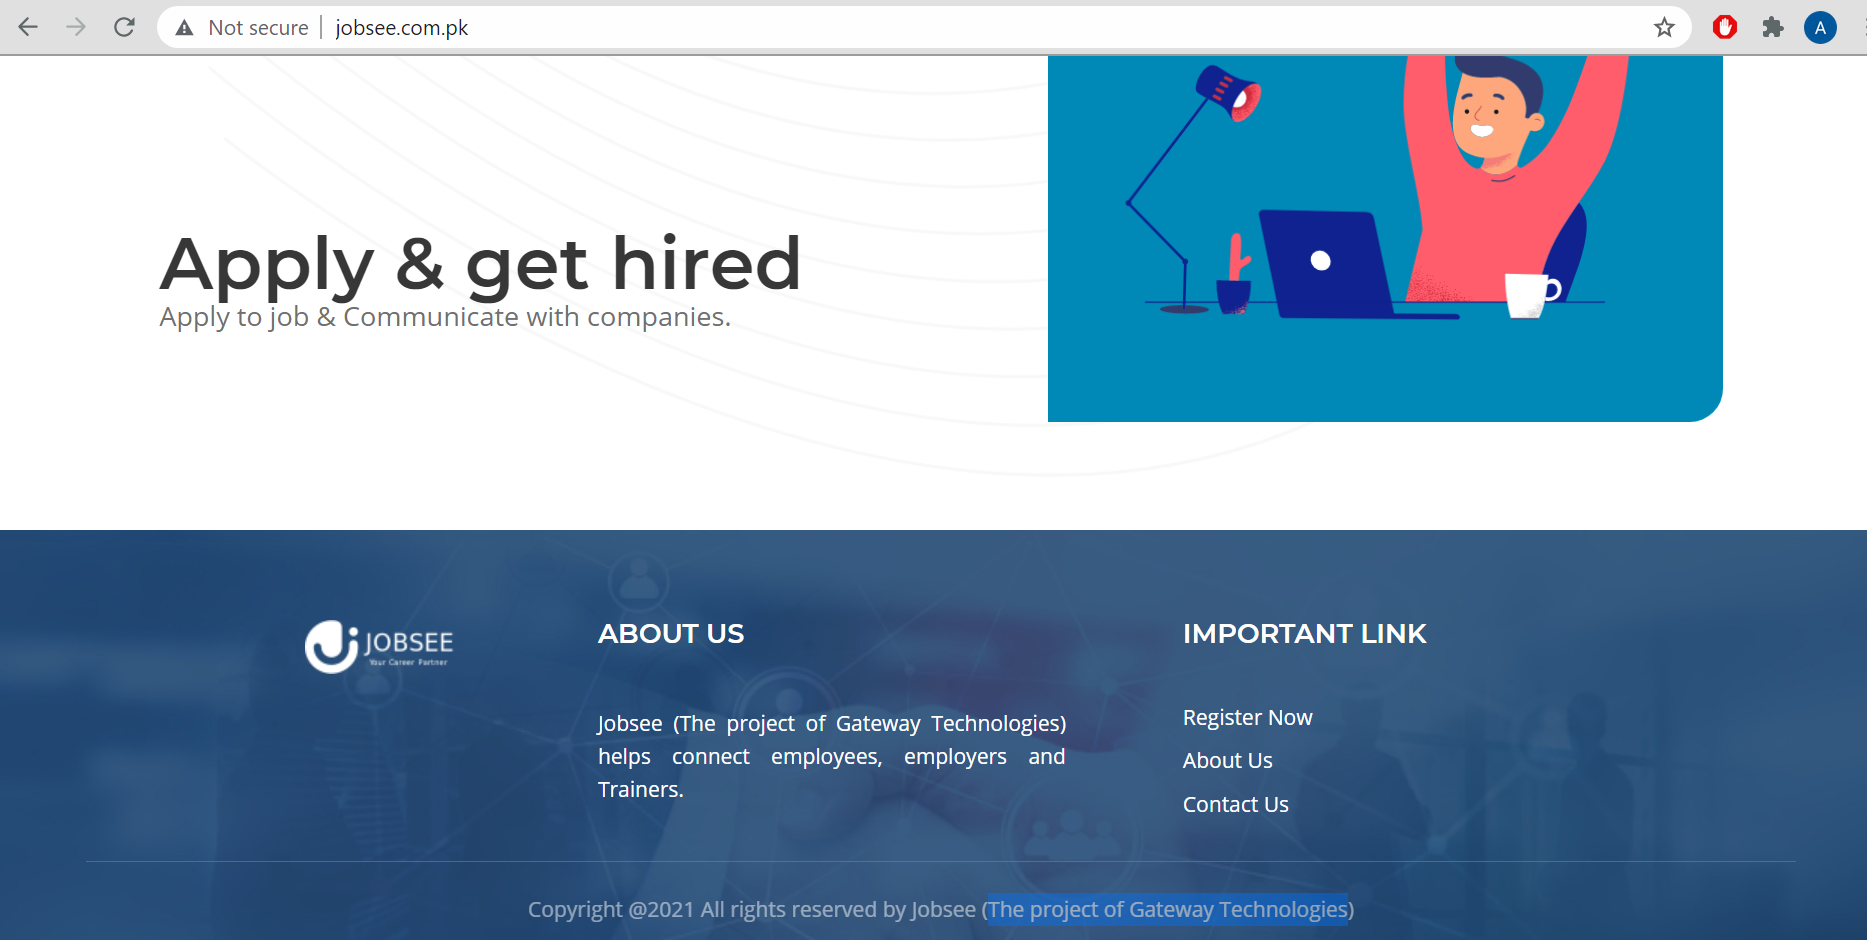 Not secure | jobsee.com.pk
A
Apply & get hired
Apply to job & Communicate with companies.
JOBSEE
Your Career Partner
ABOUT US
Jobsee (The project of Gateway Technologies)
helps connect employees, employers and
Trainers.
IMPORTANT LINK
Register Now
About Us
Contact Us
Copyright @2021 All rights reserved by Jobsee (The project of Gateway Technologies)